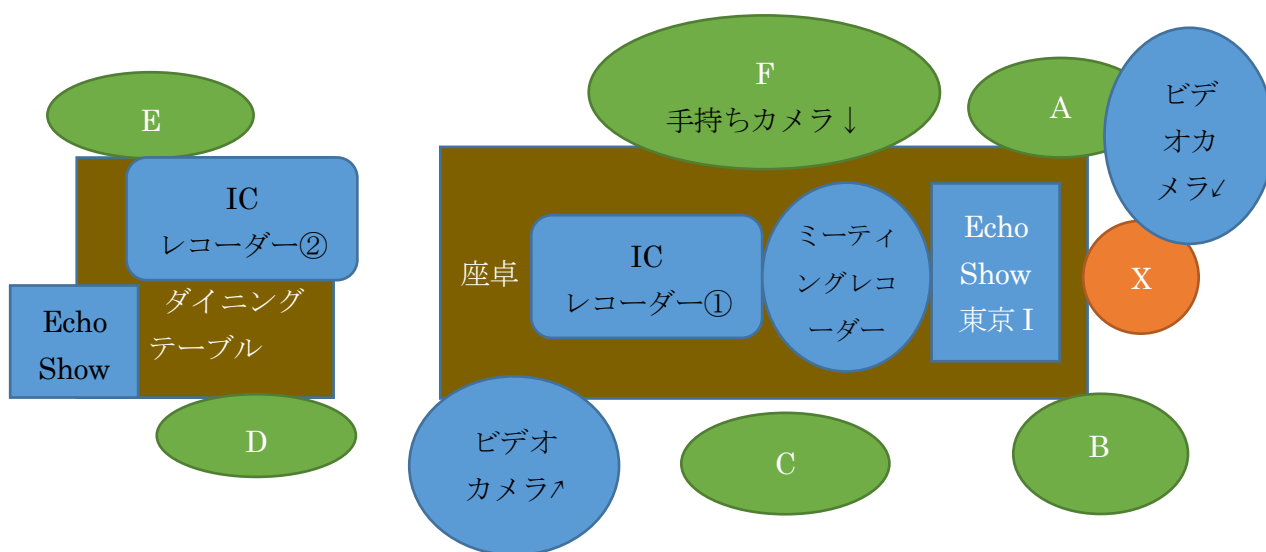 E
IC
レコーダー②
ダイニング
テーブル
Echo
Show
D
F
手持ちカメラ↓
A
ビデ
オカ
メラ↙
座卓
IC
レコーダー①
ミーティ
ングレコ
ーダー
Echo
Show
東京Ⅰ
X
ビデオ
カメラ↗
C
B